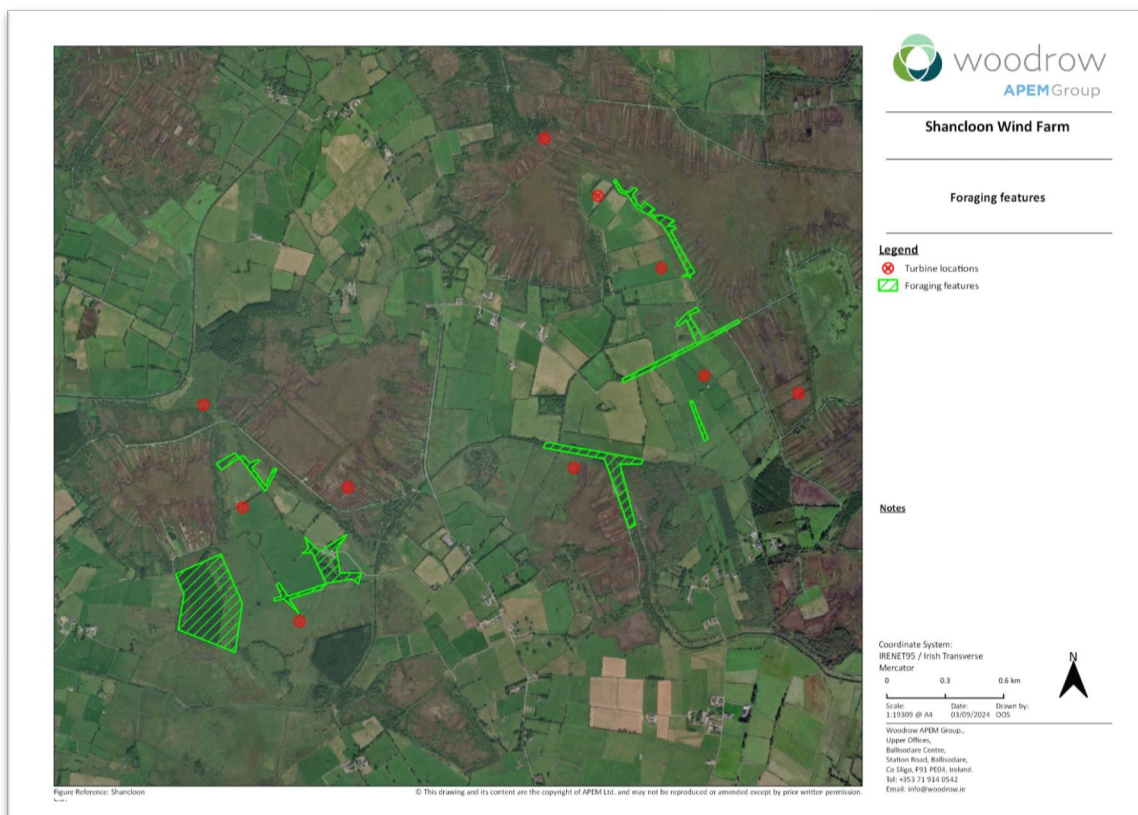 woodrow
APEMGroup
Shancloon Wind Farm
Foraging features
Legend
Turbine locations
Foraging features
Notes
Coordinate System:
IRENET95 / Irish Transverse
Mercator
0 0.3 0.6 km
N
Scale: Date: Drawn by:
1:19309 @ A4 03/09/2024 OOS
Woodrow APEM Group.,
Upper Offices,
Ballisodare Centre,
Station Road, Ballisodare,
Co Sligo, F91 PE04, Ireland.
Tel: +353 71 914 0542
Email: info@woodrow.ie
Figure Reference: Shancloon
© This drawing and its content are the copyright of APEM Ltd. and may not be reproduced or amended except by prior written permission.